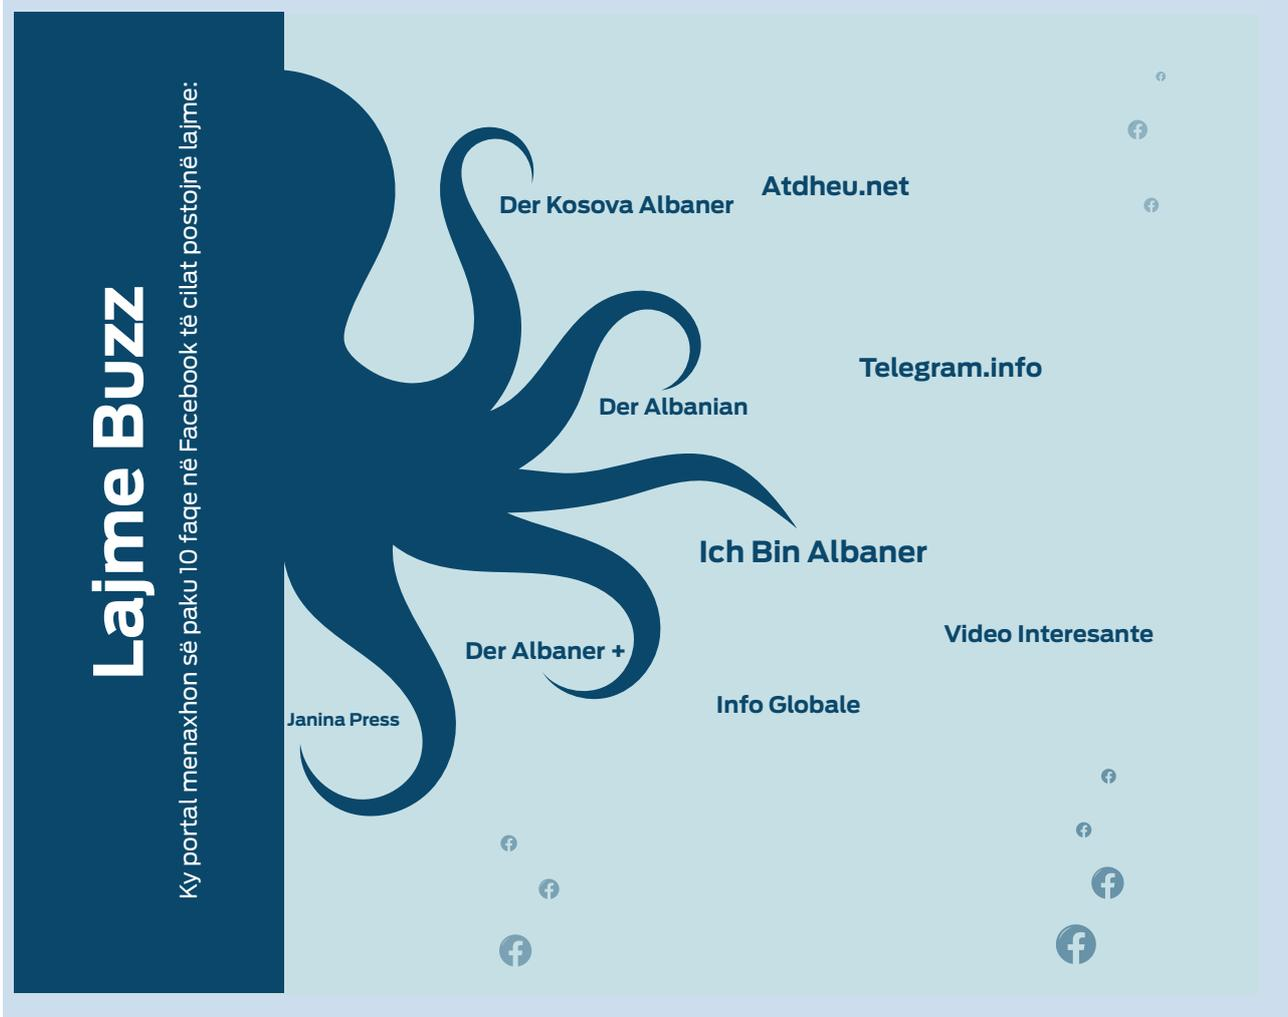 Lajme Buzz
Ky portal menaxhon së paku 10 faqe në Facebook të cilat postojnë lajme:
Atdheu.net
Der Kosova Albaner
Telegram.info
Der Albanian
Ich Bin Albaner
Video Interesante
Der Albaner +
Info Globale
Janina Press